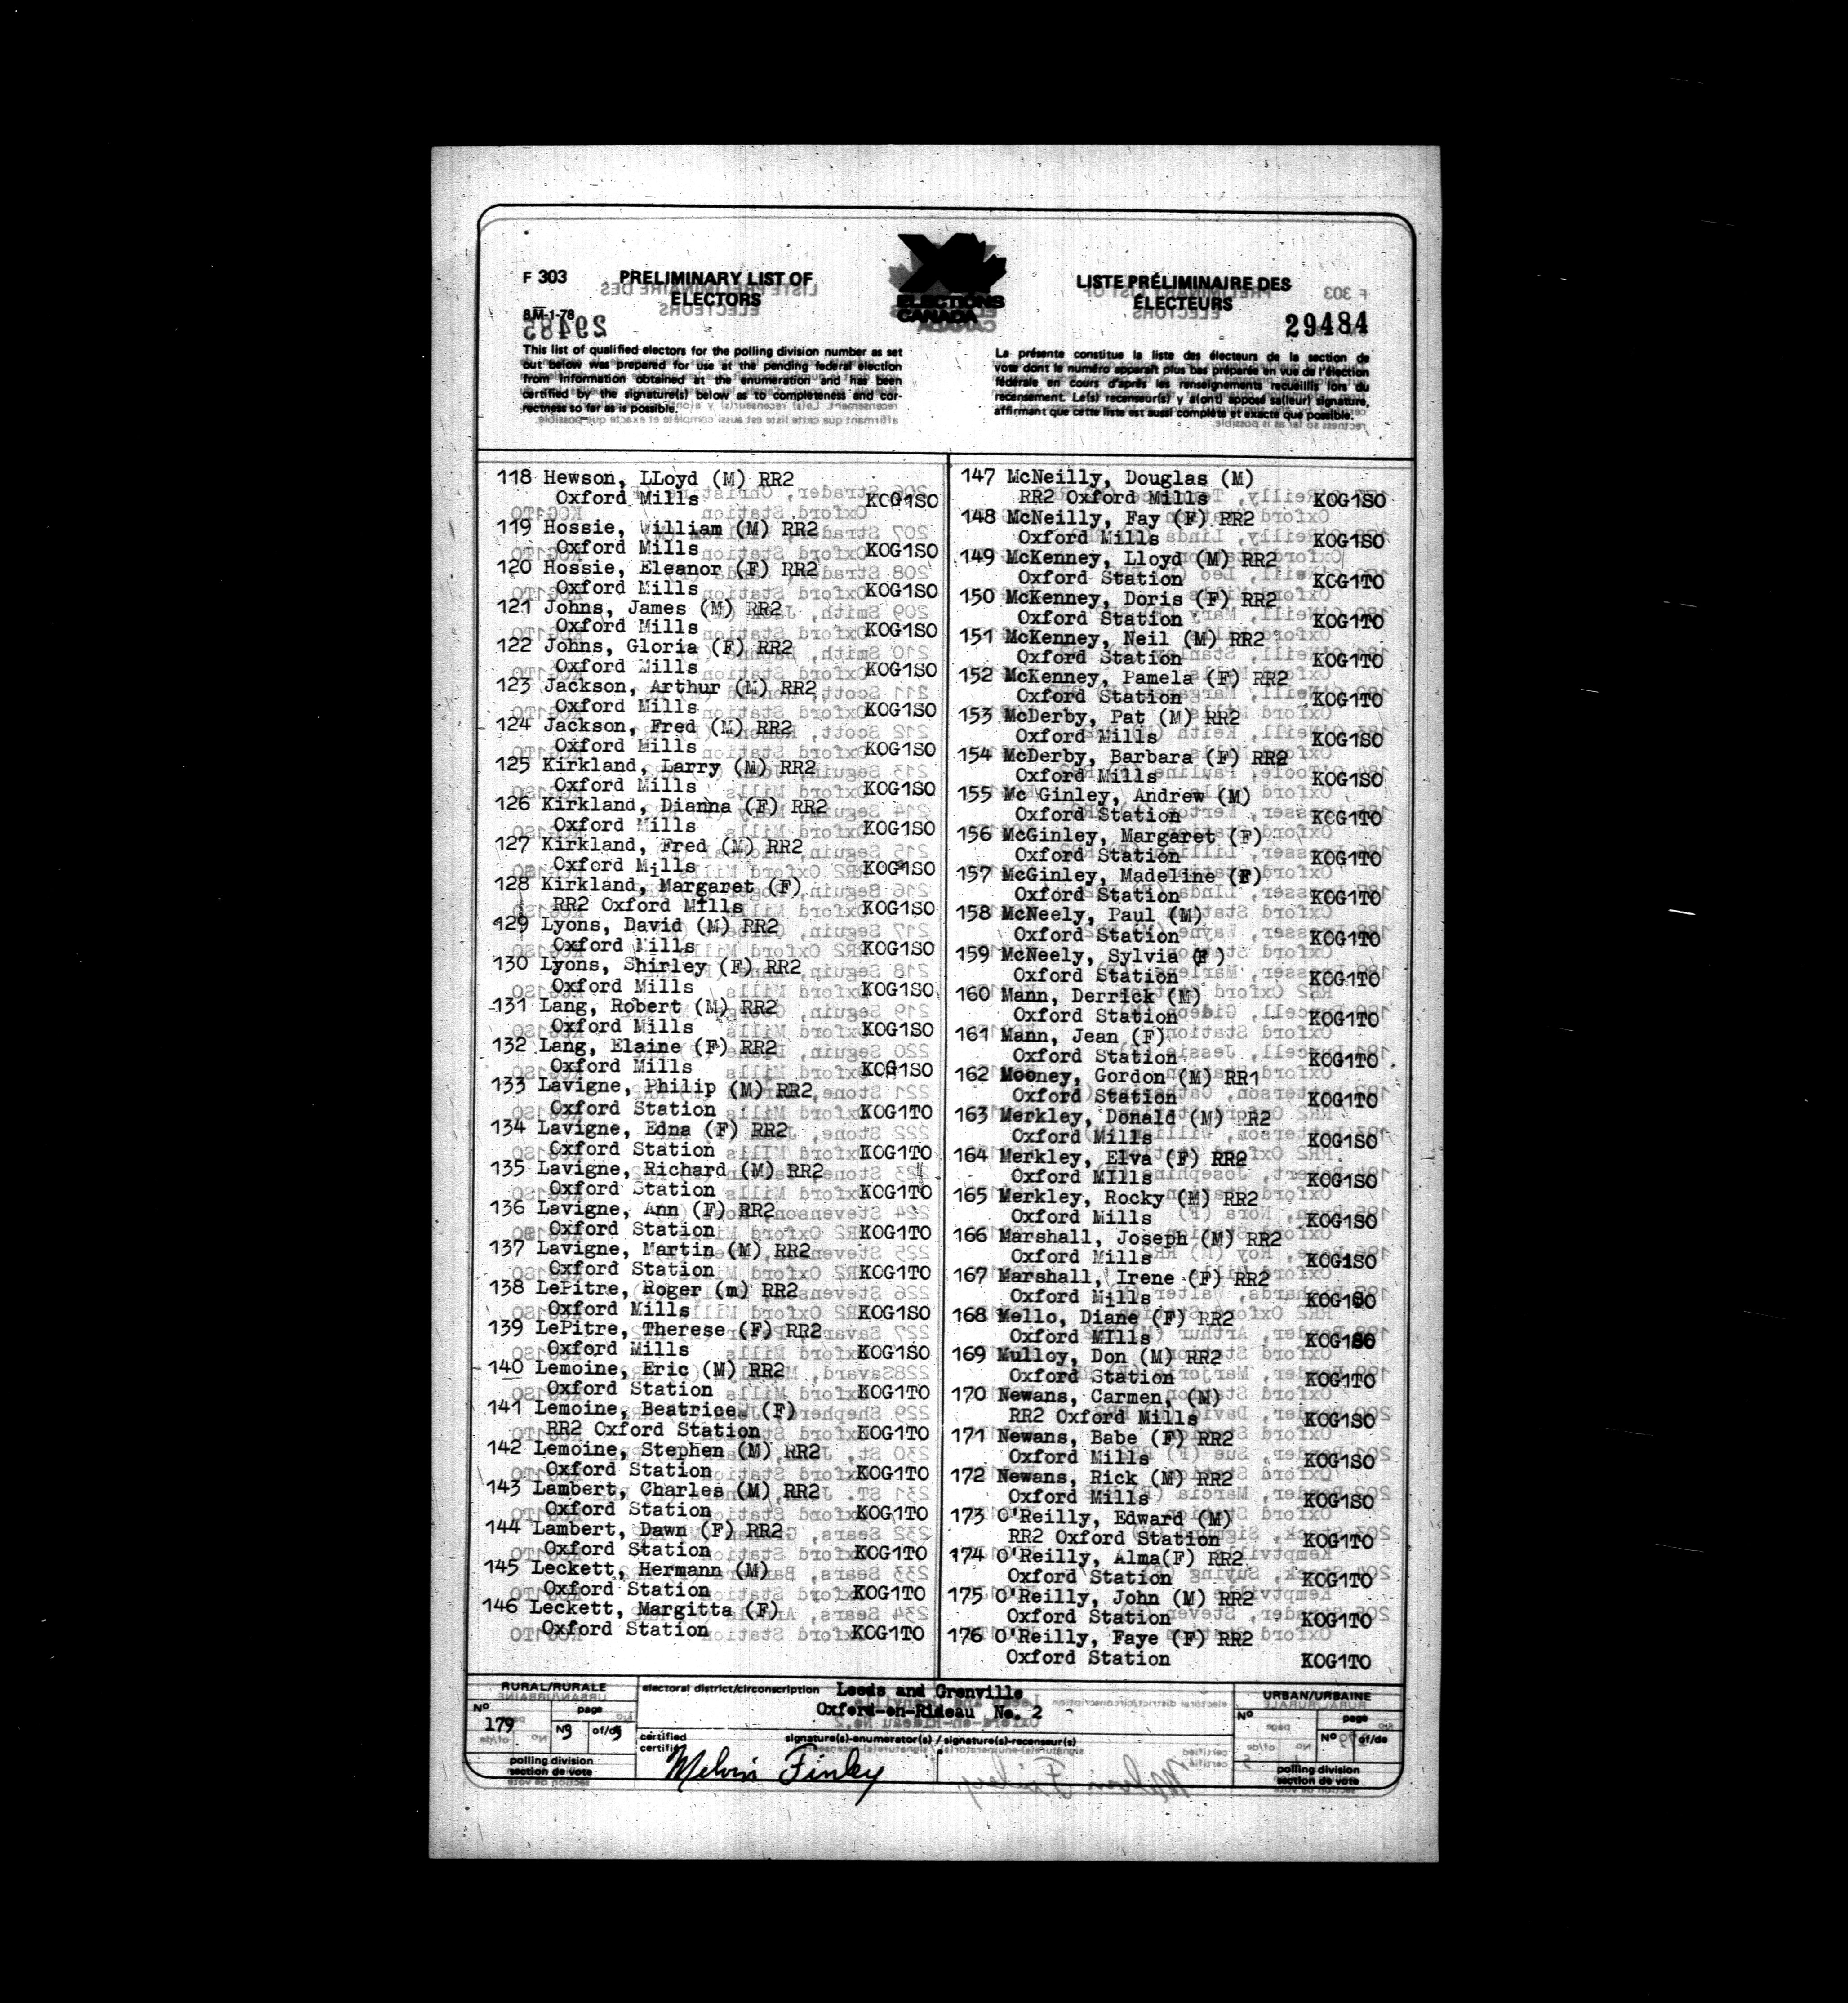 F 303
PRELIMINARY LIST OF
ELECTORS
ELECTIONS
CANADA
LISTE PRÉLIMINAIRE DES
ÉLECTEURS
8M-1-78
29484
This list of qualified electors for the polling division number as set
out below was prepared for use at the pending federal election
from information obtained at the enumeration and has been
certified by the signature(s) below as to completeness and cor-
rectness so far as is possible.
La présente constitue la liste des électeurs de la section de
vote dont le numéro apparaît plus bas préparée en vue de l'élection
fédérale en cours d'après les renseignements recueillis lors du
recensement. Le(s) recenseur(s) y a(ont) apposé sa(leur) signature,
affirmant que cette liste est aussi complète et exacte que possible.
118 Hewson, LLoyd (M) RR2
Oxford Mills KCG1SO
119 Hossie, William (M) RR2
Oxford Mills KOG1SO
120 Hossie, Eleanor (F) RR2
Oxford Mills KOG1SO
121 Johns, James (M) RR2
Oxford Mills KOG1SO
122 Johns, Gloria (F) RR2
Oxford Mills KOG1SO
123 Jackson, Arthur (M) RR2
Oxford Mills KOG1SO
124 Jackson, Fred (M) RR2
Oxford Mills KOG1SO
125 Kirkland, Larry (M) RR2
Oxford Mills KOG1SO
126 Kirkland, Dianna (F) RR2
Oxford Mills KOG1SO
127 Kirkland, Fred (M) RR2
Oxford Mills KOG1SO
128 Kirkland, Margaret (F)
RR2 Oxford Mills KOG1SO
129 Lyons, David (M) RR2
Oxford Mills KOG1SO
130 Lyons, Shirley (F) RR2
Oxford Mills KOG1SO
131 Lang, Robert (M) RR2
Oxford Mills KOG1SO
132 Lang, Elaine (F) RR2
Oxford Mills KOG1SO
133 Lavigne, Philip (M) RR2
Oxford Station KOG1TO
134 Lavigne, Edna (F) RR2
Oxford Station KOG1TO
135 Lavigne, Richard (M) RR2
Oxford Station KOG1TO
136 Lavigne, Ann (F) RR2
Oxford Station KOG1TO
137 Lavigne, Martin (M) RR2
Oxford Station KOG1TO
138 LePitre, Roger (m) RR2
Oxford Mills KOG1SO
139 LePitre, Therese (F) RR2
Oxford Mills KOG1SO
140 Lemoine, Eric (M) RR2
Oxford Station KOG1TO
141 Lemoine, Beatrice (F)
RR2 Oxford Station KOG1TO
142 Lemoine, Stephen (M) RR2
Oxford Station KOG1TO
143 Lambert, Charles (M) RR2
Oxford Station KOG1TO
144 Lambert, Dawn (F) RR2
Oxford Station KOG1TO
145 Leckett, Hermann (M)
Oxford Station KOG1TO
146 Leckett, Margitta (F)
Oxford Station KOG1TO
147 McNeilly, Douglas (M)
RR2 Oxford Mills KOG1SO
148 McNeilly, Fay (F) RR2
Oxford Mills KOG1SO
149 McKenney, Lloyd (M) RR2
Oxford Station KCG1TO
150 McKenney, Doris (F) RR2
Oxford Station KOG1TO
151 McKenney, Neil (M) RR2
Oxford Station KOG1TO
152 McKenney, Pamela (F) RR2
Oxford Station KOG1TO
153 McDerby, Pat (M) RR2
Oxford Mills KOG1SO
154 McDerby, Barbara (F) RR2
Oxford Mills KOG1SO
155 Mc Ginley, Andrew (M)
Oxford Station KCG1TO
156 McGinley, Margaret (F)
Oxford Station KOG1TO
157 McGinley, Madeline (F)
Oxford Station KOG1TO
158 McNeely, Paul (M)
Oxford Station KOG1TO
159 McNeely, Sylvia (F )
Oxford Station KOG1TO
160 Mann, Derrick (M)
Oxford Station KOG1TO
161 Mann, Jean (F)
Oxford Station KOG1TO
162 Mooney, Gordon (M) RR1
Oxford Station KOG1TO
163 Merkley, Donald (M) RR2
Oxford Mills KOG1SO
164 Merkley, Elva (F) RR2
Oxford MIlls KOG1SO
165 Merkley, Rocky (M) RR2
Oxford Mills KOG1SO
166 Marshall, Joseph (M) RR2
Oxford Mills KOG1SO
167 Marshall, Irene (F) RR2
Oxford Mills KOG1SO
168 Mello, Diane (F) RR2
Oxford MIlls KOG1SO
169 Mulloy, Don (M) RR2
Oxford Station KOG1TO
170 Newans, Carmen, (M)
RR2 Oxford Mills KOG1SO
171 Newans, Babe (F) RR2
Oxford Mills KOG1SO
172 Newans, Rick (M) RR2
Oxford Mills KOG1SO
173 O'Reilly, Edward (M)
RR2 Oxford Station KOG1TO
174 O'Reilly, Alma(F) RR2
Oxford Station KOG1TO
175 O'Reilly, John (M) RR2
Oxford Station KOG1TO
176 O'Reilly, Faye (F) RR2
Oxford Station KOG1TO
RURAL/RURALE
No 179
page
No 3 of/de 5
polling division
section de vote
electoral district/circonscription Leeds and Grenville
Oxford-on-Rideau No. 2
certified
certifié
signature(s)-enumerator(s) / signature(s)-recenseur(s)
Melvin Finley
URBAN/URBAINE
No
page
No of/de
polling division
section de vote